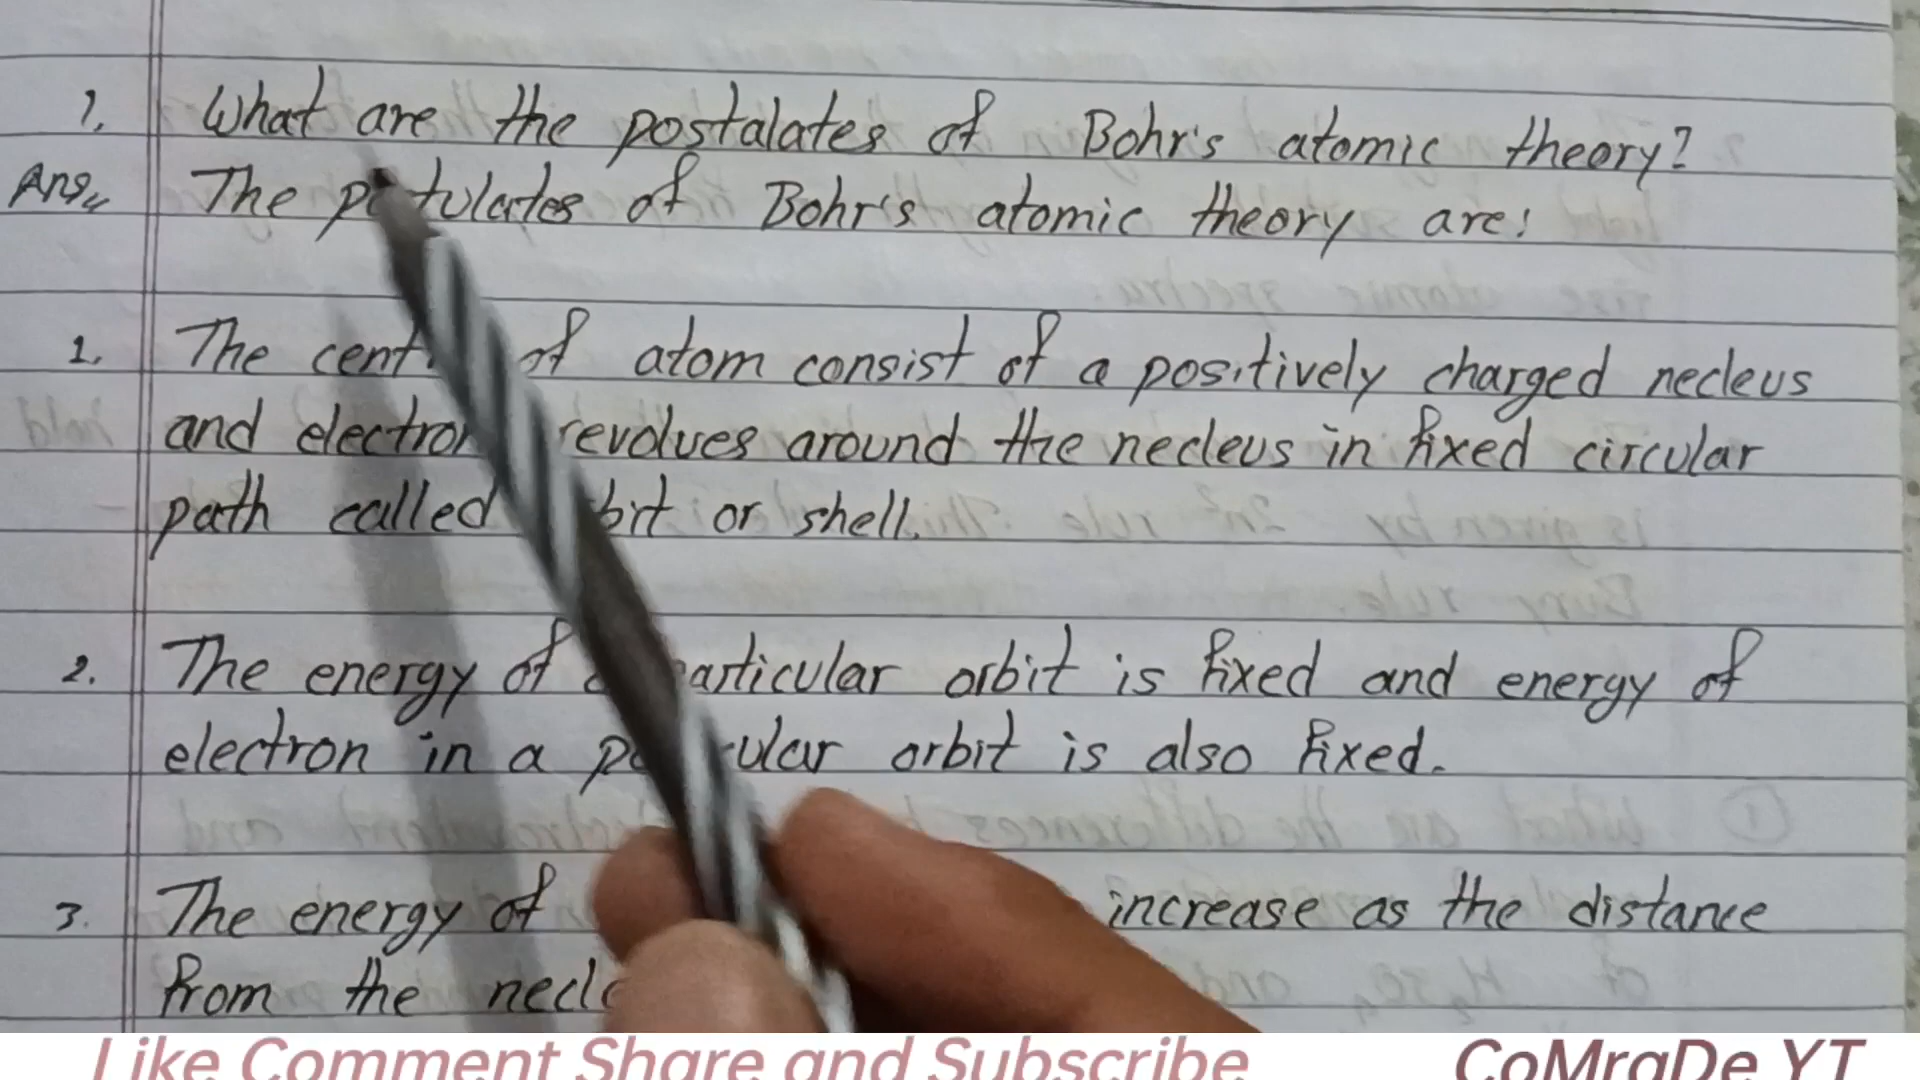 1. What are the postalates of Bohr's atomic theory?
Ans, The postulates of Bohr's atomic theory are:
1. The of atom consist of a positively charged necleus
and revolves around the necleus in fixed circular
path called or shell.
2. The energy of particular orbit is fixed and energy of
electron in a orbit is also fixed.
3. The energy of increase as the distance
from the
Like Comment Share and Subscribe
CoMraDe YT